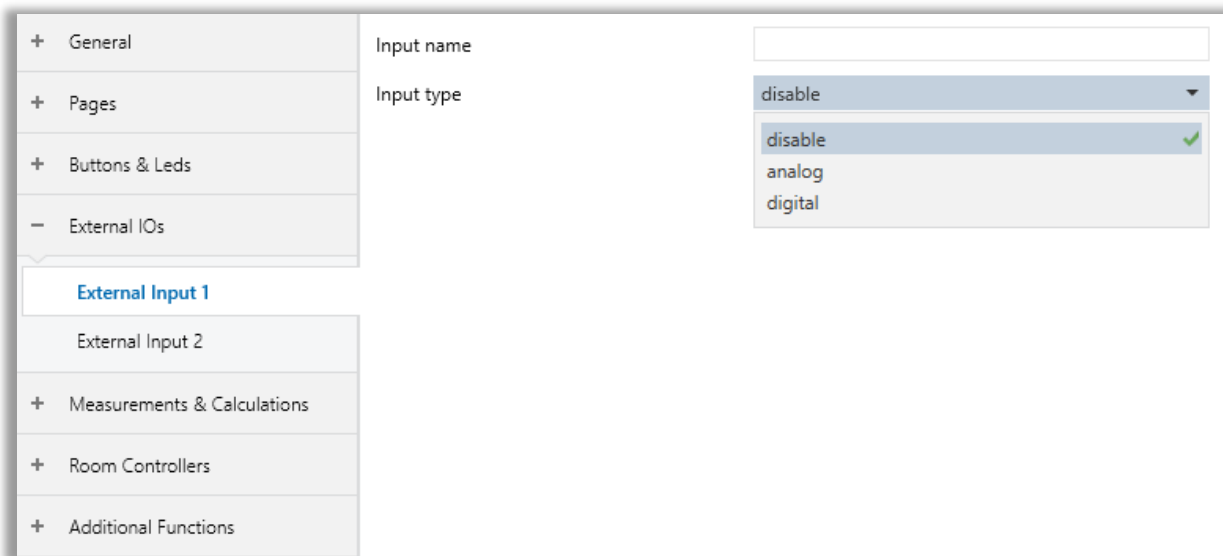 General
Pages
Buttons & Leds
External IOs
External Input 1
External Input 2
Measurements & Calculations
Room Controllers
Additional Functions
Input name
Input type
disable
disable
analog
digital